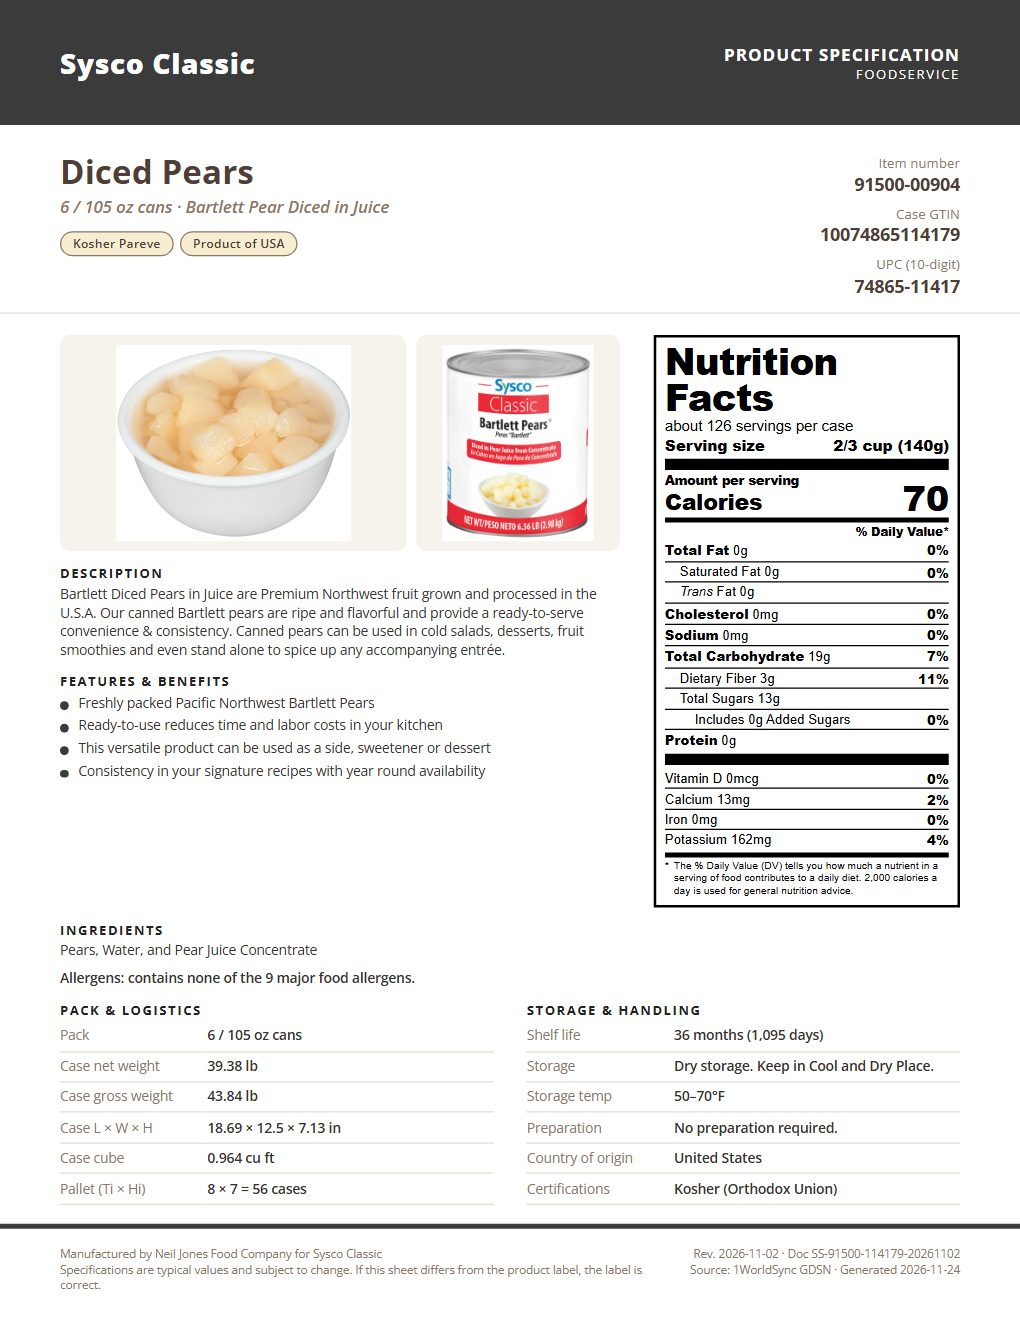 Sysco Classic
PRODUCT SPECIFICATION
FOODSERVICE
Diced Pears
6 / 105 oz cans · Bartlett Pear Diced in Juice
Kosher Pareve
Product of USA
Item number
91500-00904
Case GTIN
10074865114179
UPC (10-digit)
74865-11417
Sysco
Classic
Bartlett Pears
Peras "Bartlett"
Diced in Pear Juice from Concentrate
En Cubos en Jugo de Pera de Concentrado
NET WT/PESO NETO 6.56 LB (2.98 kg)
DESCRIPTION
Bartlett Diced Pears in Juice are Premium Northwest fruit grown and processed in the
U.S.A. Our canned Bartlett pears are ripe and flavorful and provide a ready-to-serve
convenience & consistency. Canned pears can be used in cold salads, desserts, fruit
smoothies and even stand alone to spice up any accompanying entrée.
FEATURES & BENEFITS
Freshly packed Pacific Northwest Bartlett Pears
Ready-to-use reduces time and labor costs in your kitchen
This versatile product can be used as a side, sweetener or dessert
Consistency in your signature recipes with year round availability
Nutrition
Facts
about 126 servings per case
Serving size 2/3 cup (140g)
Amount per serving
Calories 70
% Daily Value*
Total Fat 0g 0%
Saturated Fat 0g 0%
Trans Fat 0g
Cholesterol 0mg 0%
Sodium 0mg 0%
Total Carbohydrate 19g 7%
Dietary Fiber 3g 11%
Total Sugars 13g
Includes 0g Added Sugars 0%
Protein 0g
Vitamin D 0mcg 0%
Calcium 13mg 2%
Iron 0mg 0%
Potassium 162mg 4%
* The % Daily Value (DV) tells you how much a nutrient in a
serving of food contributes to a daily diet. 2,000 calories a
day is used for general nutrition advice.
INGREDIENTS
Pears, Water, and Pear Juice Concentrate
Allergens: contains none of the 9 major food allergens.
PACK & LOGISTICS
Pack 6 / 105 oz cans
Case net weight 39.38 lb
Case gross weight 43.84 lb
Case L × W × H 18.69 × 12.5 × 7.13 in
Case cube 0.964 cu ft
Pallet (Ti × Hi) 8 × 7 = 56 cases
STORAGE & HANDLING
Shelf life 36 months (1,095 days)
Storage Dry storage. Keep in Cool and Dry Place.
Storage temp 50–70°F
Preparation No preparation required.
Country of origin United States
Certifications Kosher (Orthodox Union)
Manufactured by Neil Jones Food Company for Sysco Classic
Specifications are typical values and subject to change. If this sheet differs from the product label, the label is
correct.
Rev. 2026-11-02 · Doc SS-91500-114179-20261102
Source: 1WorldSync GDSN · Generated 2026-11-24